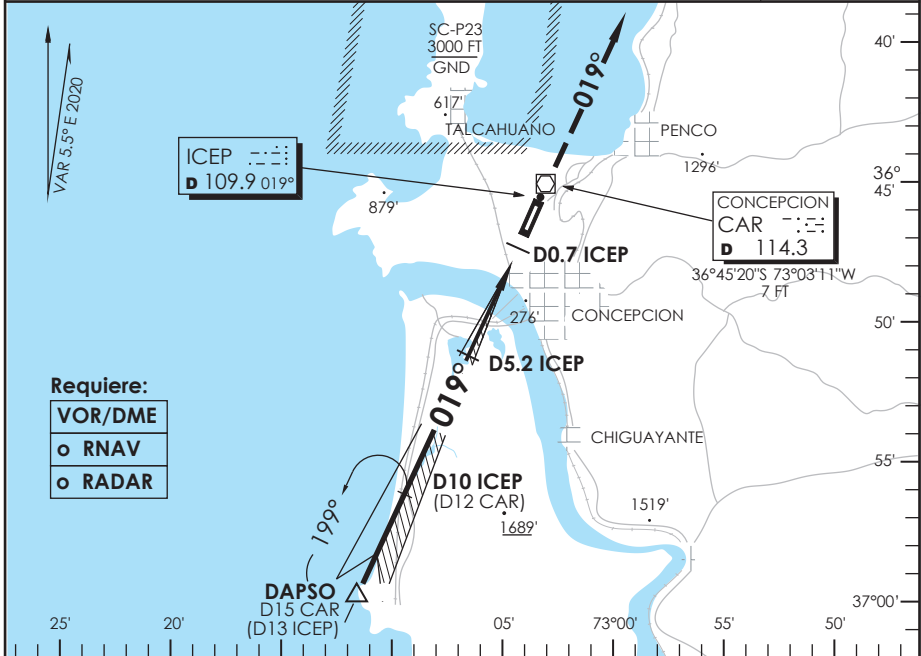 SC-P23
3000 FT
GND
40'
VAR 5.5° E 2020
617'
019°
TALCAHUANO
PENCO
1296'
ICEP
D 109.9 019°
36°
45'
879'
CONCEPCION
CAR
D 114.3
36°45'20"S 73°03'11"W
7 FT
D0.7 ICEP
276'
CONCEPCION
50'
D5.2 ICEP
019°
Requiere:
VOR/DME
o RNAV
o RADAR
CHIGUAYANTE
55'
D10 ICEP
(D12 CAR)
199°
1689'
1519'
DAPSO
D15 CAR
(D13 ICEP)
37°00'
25'
20'
05'
73°00'
55'
50'